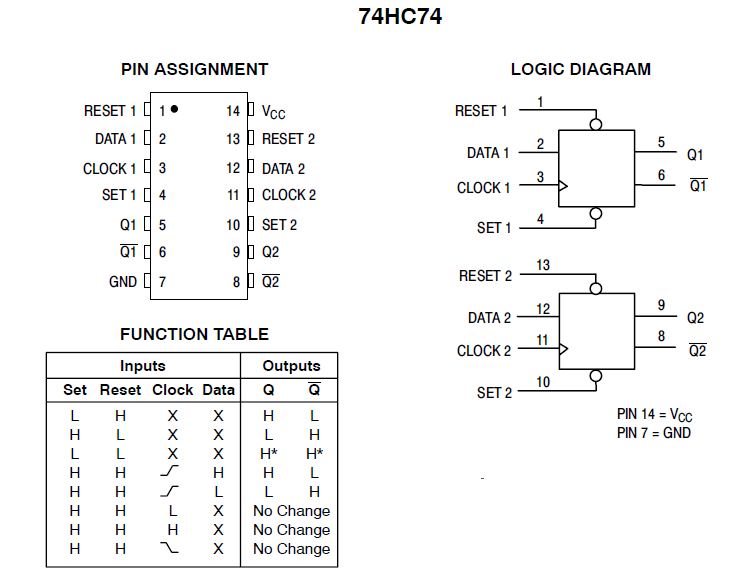 74HC74
PIN ASSIGNMENT
RESET 1 1 14 VCC
DATA 1 2 13 RESET 2
CLOCK 1 3 12 DATA 2
SET 1 4 11 CLOCK 2
Q1 5 10 SET 2
Q̅1̅ 6 9 Q2
GND 7 8 Q̅2̅
FUNCTION TABLE
Inputs Outputs
Set Reset Clock Data Q Q̅
L H X X H L
H L X X L H
L L X X H* H*
H H H H L
H H L L H
H H L X No Change
H H H X No Change
H H X No Change
LOGIC DIAGRAM
RESET 1 1
DATA 1 2 5 Q1
CLOCK 1 3 6 Q̅1̅
SET 1 4
RESET 2 13
DATA 2 12 9 Q2
CLOCK 2 11 8 Q̅2̅
SET 2 10
PIN 14 = VCC
PIN 7 = GND